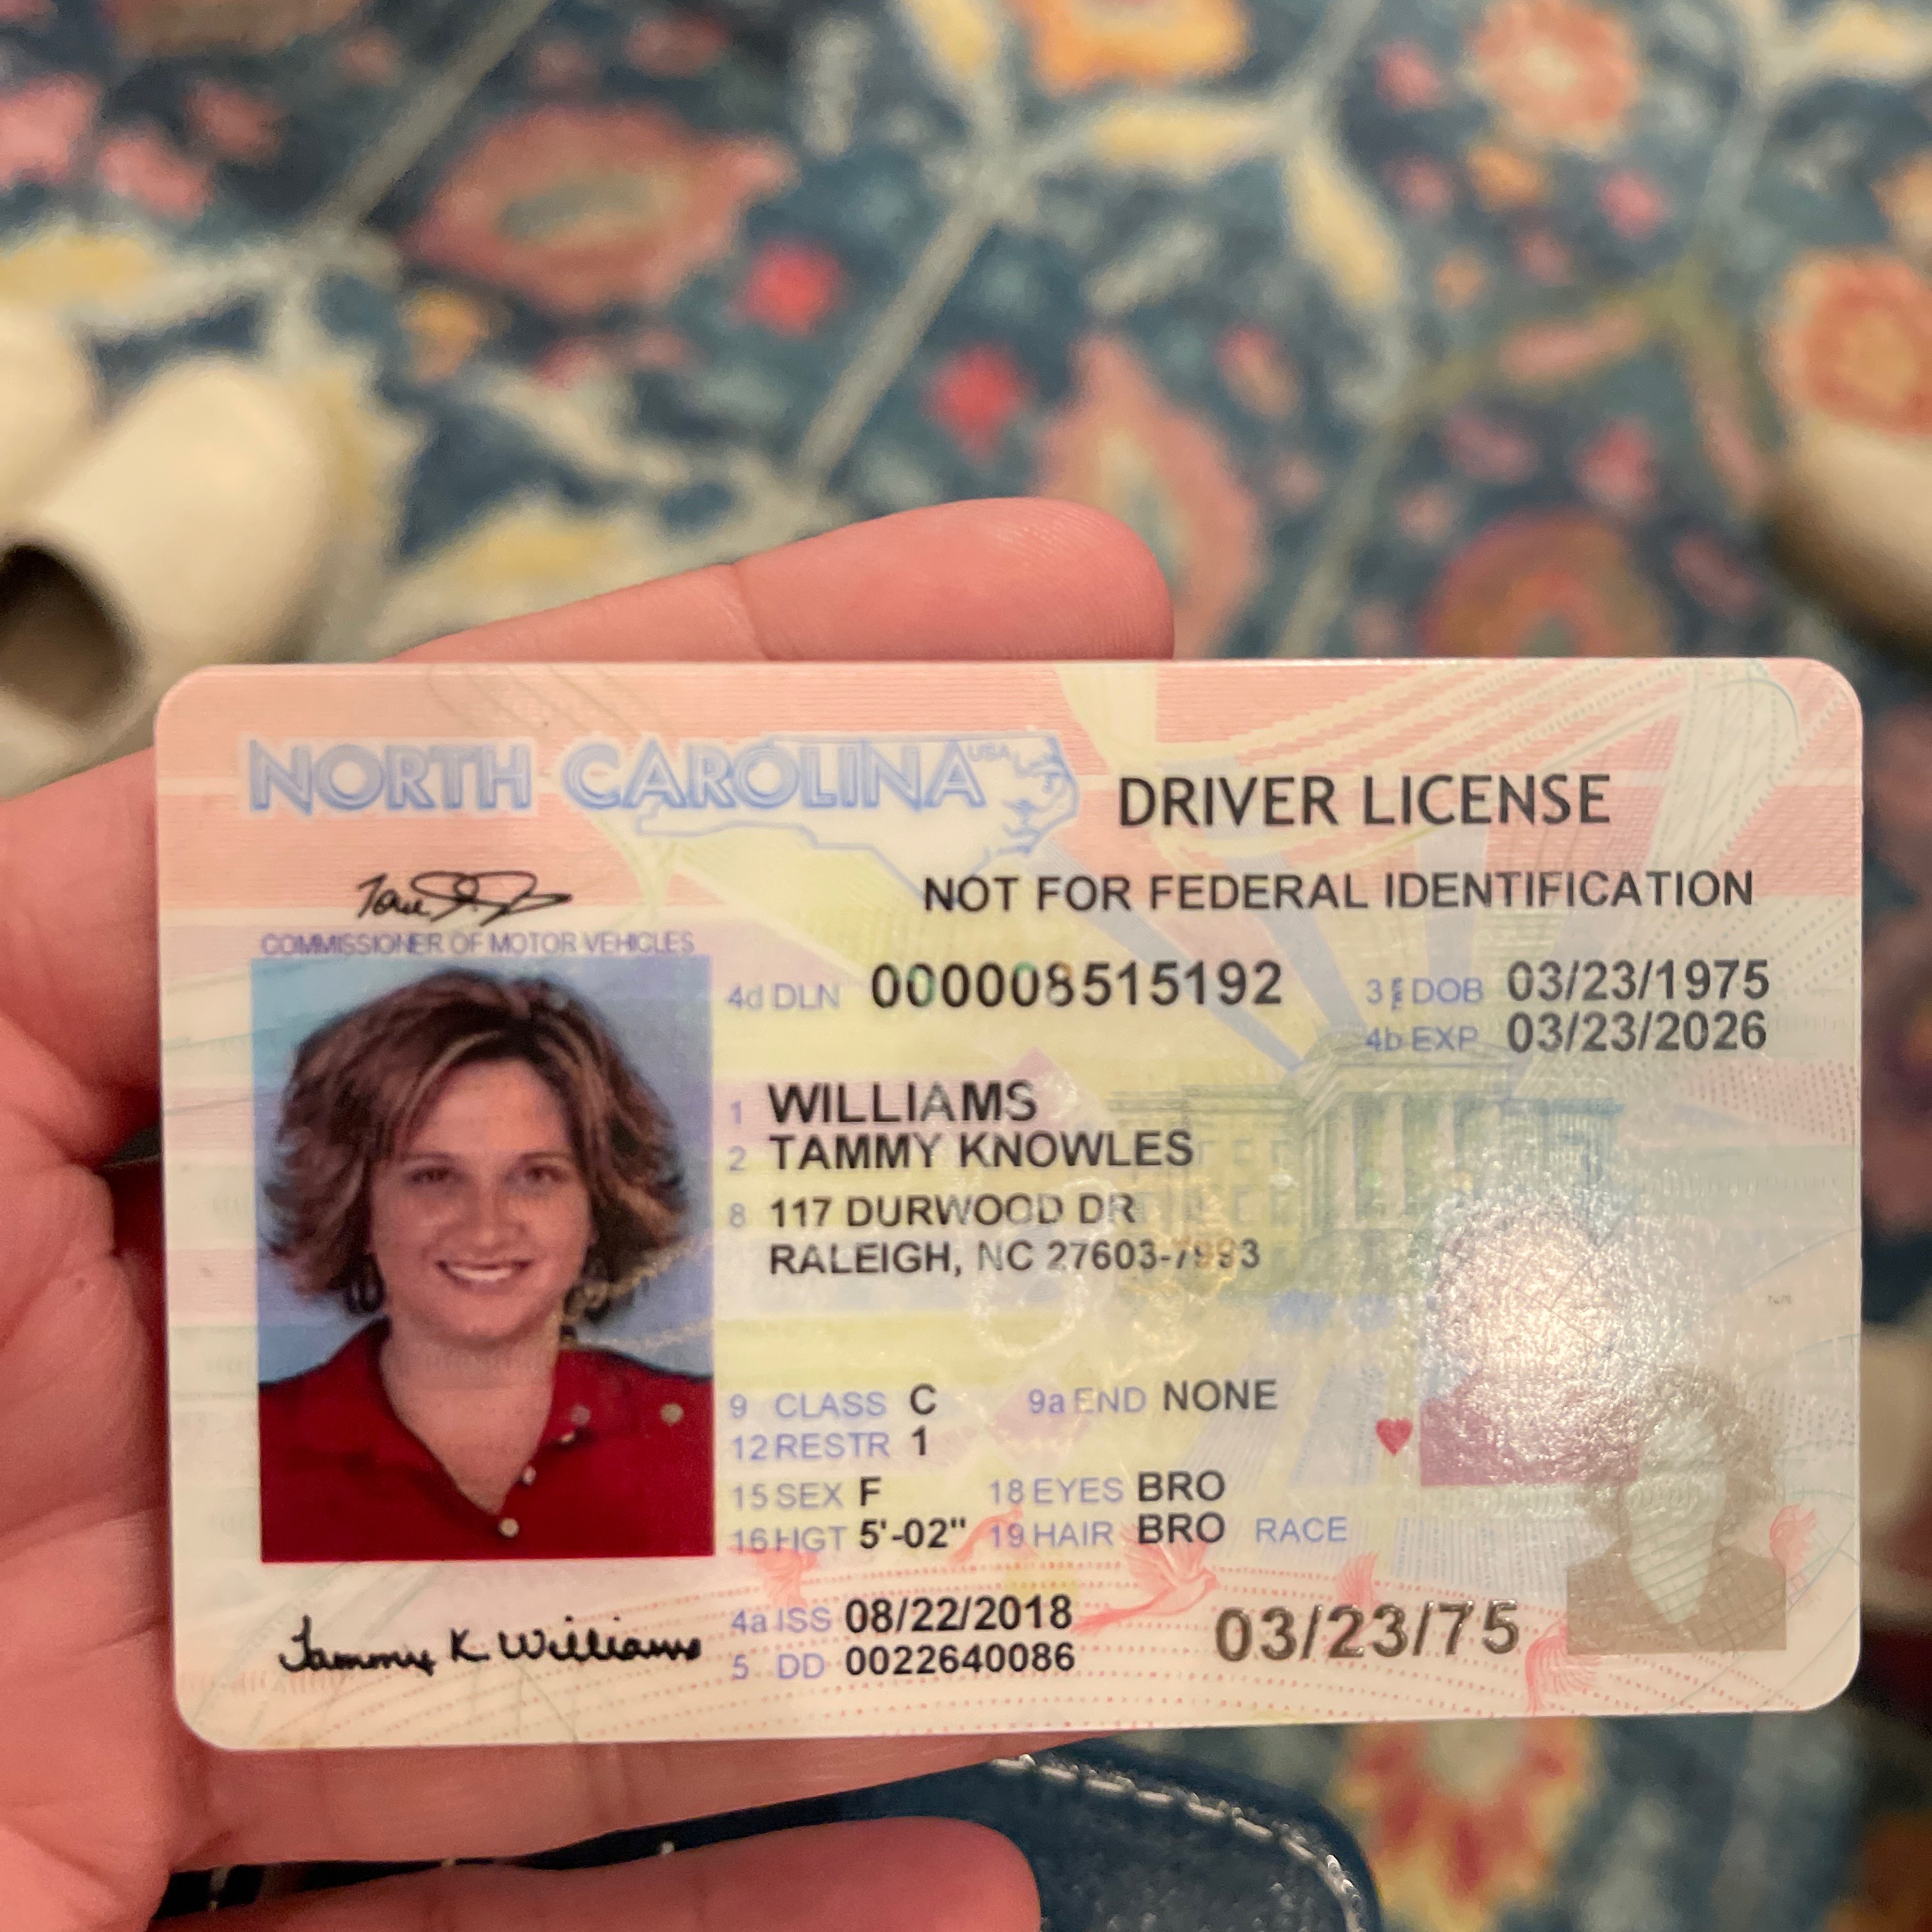 NORTH CAROLINA USA
DRIVER LICENSE
NOT FOR FEDERAL IDENTIFICATION
COMMISSIONER OF MOTOR VEHICLES
4d DLN 000008515192
3 DOB 03/23/1975
4b EXP 03/23/2026
1 WILLIAMS
2 TAMMY KNOWLES
8 117 DURWOOD DR
RALEIGH, NC 27603-7993
9 CLASS C 9a END NONE
12 RESTR 1
15 SEX F 18 EYES BRO
16 HGT 5'-02" 19 HAIR BRO RACE
4a ISS 08/22/2018
5 DD 0022640086
03/23/75
Tammy K Williams